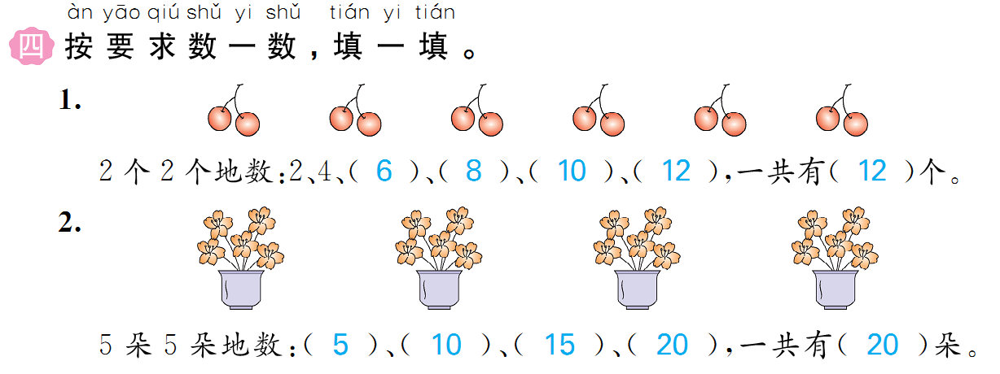 àn yāo qiú shǔ yi shǔ tián yi tián
四 按要求数一数，填一填。
1.
2个2个地数：2、4、（ 6 ）、（ 8 ）、（ 10 ）、（ 12 ），一共有（ 12 ）个。
2.
5朵5朵地数：（ 5 ）、（ 10 ）、（ 15 ）、（ 20 ），一共有（ 20 ）朵。